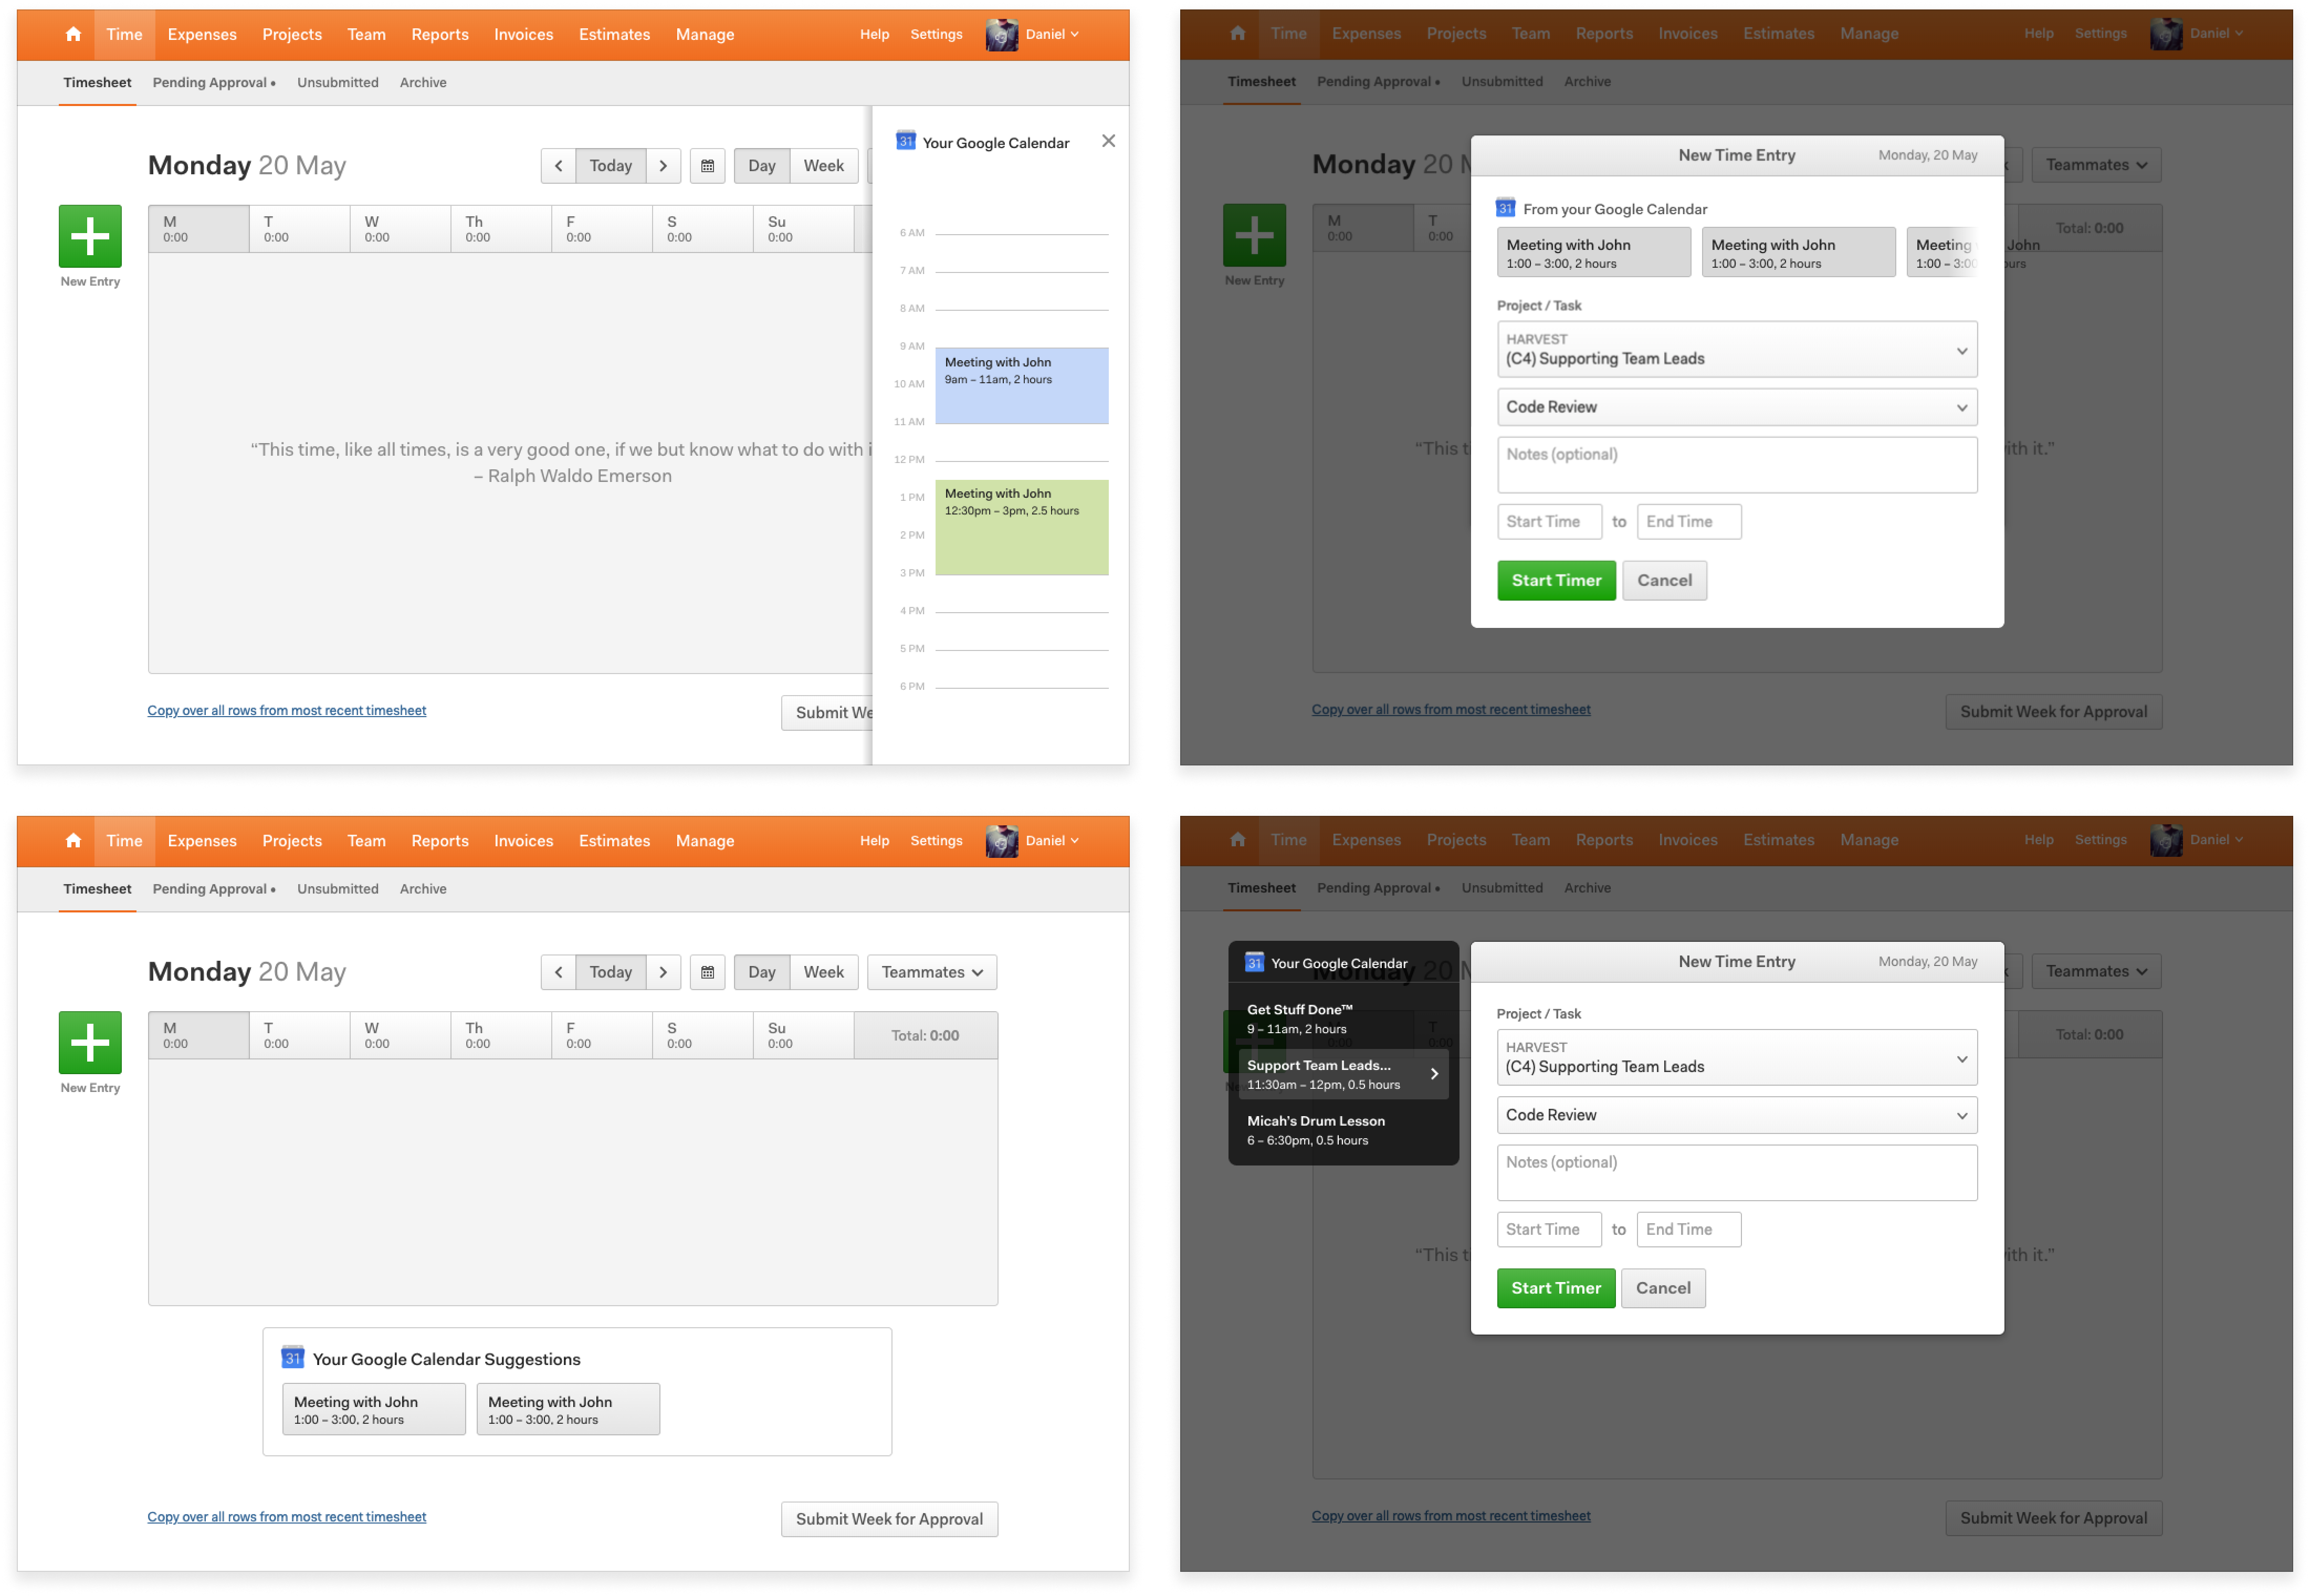 Time Expenses Projects Team Reports Invoices Estimates Manage Help Settings Daniel
Timesheet Pending Approval • Unsubmitted Archive
31 Your Google Calendar
Monday 20 May
Today Day Week
M T W Th F S Su
0:00 0:00 0:00 0:00 0:00 0:00 0:00
New Entry
“This time, like all times, is a very good one, if we but know what to do with i
– Ralph Waldo Emerson
Copy over all rows from most recent timesheet
Submit We
6 AM
7 AM
8 AM
9 AM
Meeting with John
9am – 11am, 2 hours
10 AM
11 AM
12 PM
1 PM
Meeting with John
12:30pm – 3pm, 2.5 hours
2 PM
3 PM
4 PM
5 PM
6 PM
Time Expenses Projects Team Reports Invoices Estimates Manage Help Settings Daniel
Timesheet Pending Approval • Unsubmitted Archive
Monday 20 M
Teammates
M T
0:00 0:00
Total: 0:00
New Entry
New Time Entry Monday, 20 May
31 From your Google Calendar
Meeting with John Meeting with John Meeting John
1:00 – 3:00, 2 hours 1:00 – 3:00, 2 hours 1:00 – 3:00 urs
Project / Task
HARVEST
(C4) Supporting Team Leads
Code Review
Notes (optional)
Start Time to End Time
Start Timer Cancel
“This t ith it.”
Copy over all rows from most recent timesheet
Submit Week for Approval
Time Expenses Projects Team Reports Invoices Estimates Manage Help Settings Daniel
Timesheet Pending Approval • Unsubmitted Archive
Monday 20 May
Today Day Week Teammates
M T W Th F S Su
0:00 0:00 0:00 0:00 0:00 0:00 0:00
Total: 0:00
New Entry
31 Your Google Calendar Suggestions
Meeting with John Meeting with John
1:00 – 3:00, 2 hours 1:00 – 3:00, 2 hours
Copy over all rows from most recent timesheet
Submit Week for Approval
Time Expenses Projects Team Reports Invoices Estimates Manage Help Settings Daniel
Timesheet Pending Approval • Unsubmitted Archive
31 Your Google Calendar
Get Stuff Done™
9 – 11am, 2 hours
Support Team Leads...
11:30am – 12pm, 0.5 hours
Micah's Drum Lesson
6 – 6:30pm, 0.5 hours
New Time Entry Monday, 20 May
Teammates
Total: 0:00
Project / Task
HARVEST
(C4) Supporting Team Leads
Code Review
Notes (optional)
Start Time to End Time
Start Timer Cancel
“This t ith it.”
Copy over all rows from most recent timesheet
Submit Week for Approval